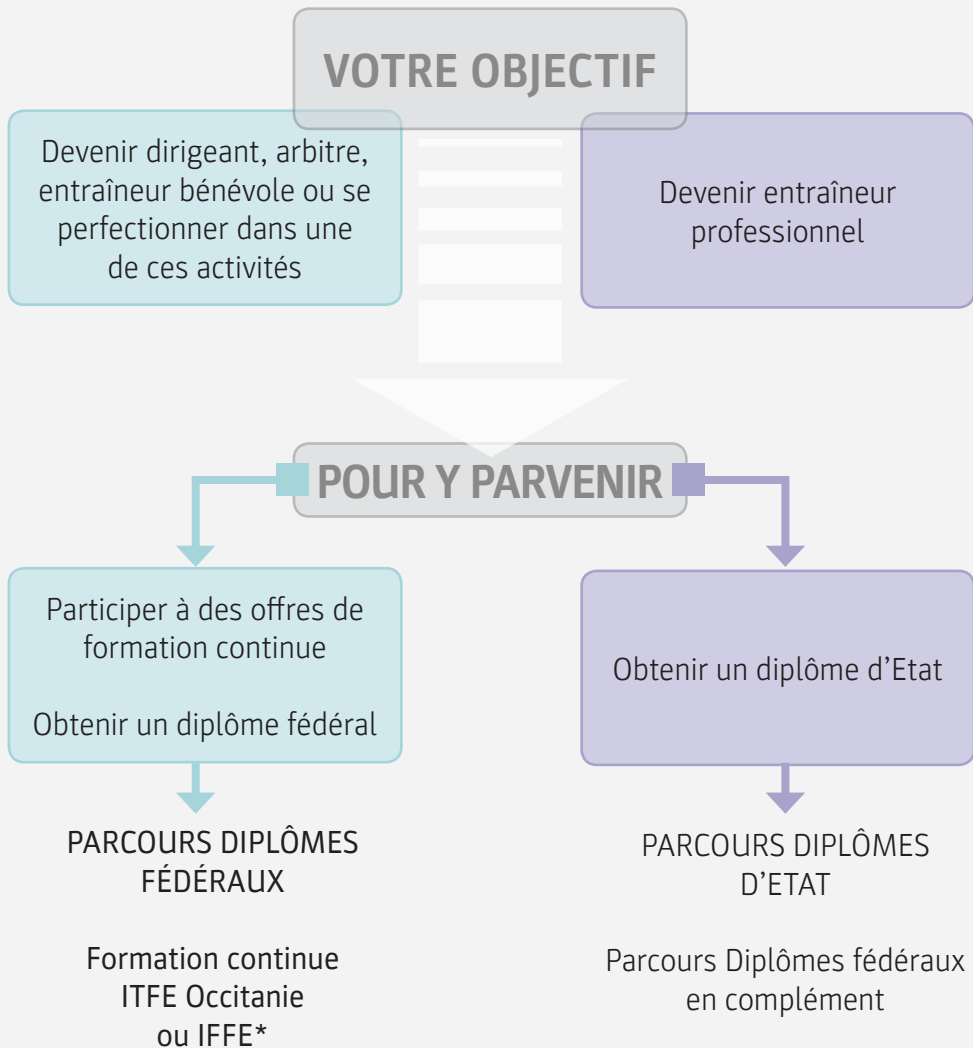 VOTRE OBJECTIF
Devenir dirigeant, arbitre,
entraîneur bénévole ou se
perfectionner dans une
de ces activités
Devenir entraîneur
professionnel
POUR Y PARVENIR
Participer à des offres de
formation continue
Obtenir un diplôme fédéral
Obtenir un diplôme d’Etat
PARCOURS DIPLÔMES
FÉDÉRAUX
Formation continue
ITFE Occitanie
ou IFFE*
PARCOURS DIPLÔMES
D’ETAT
Parcours Diplômes fédéraux
en complément